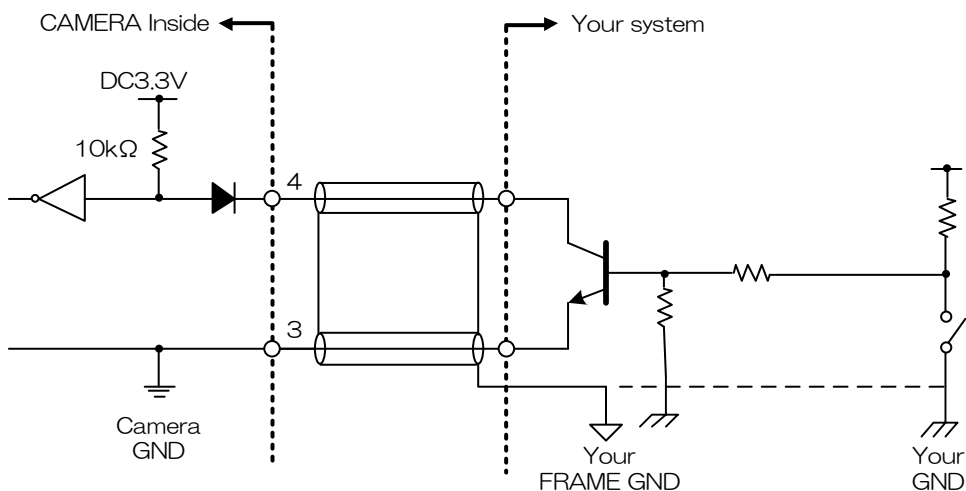 CAMERA Inside
Your system
DC3.3V
10kΩ
4
3
Camera
GND
Your
FRAME GND
Your
GND